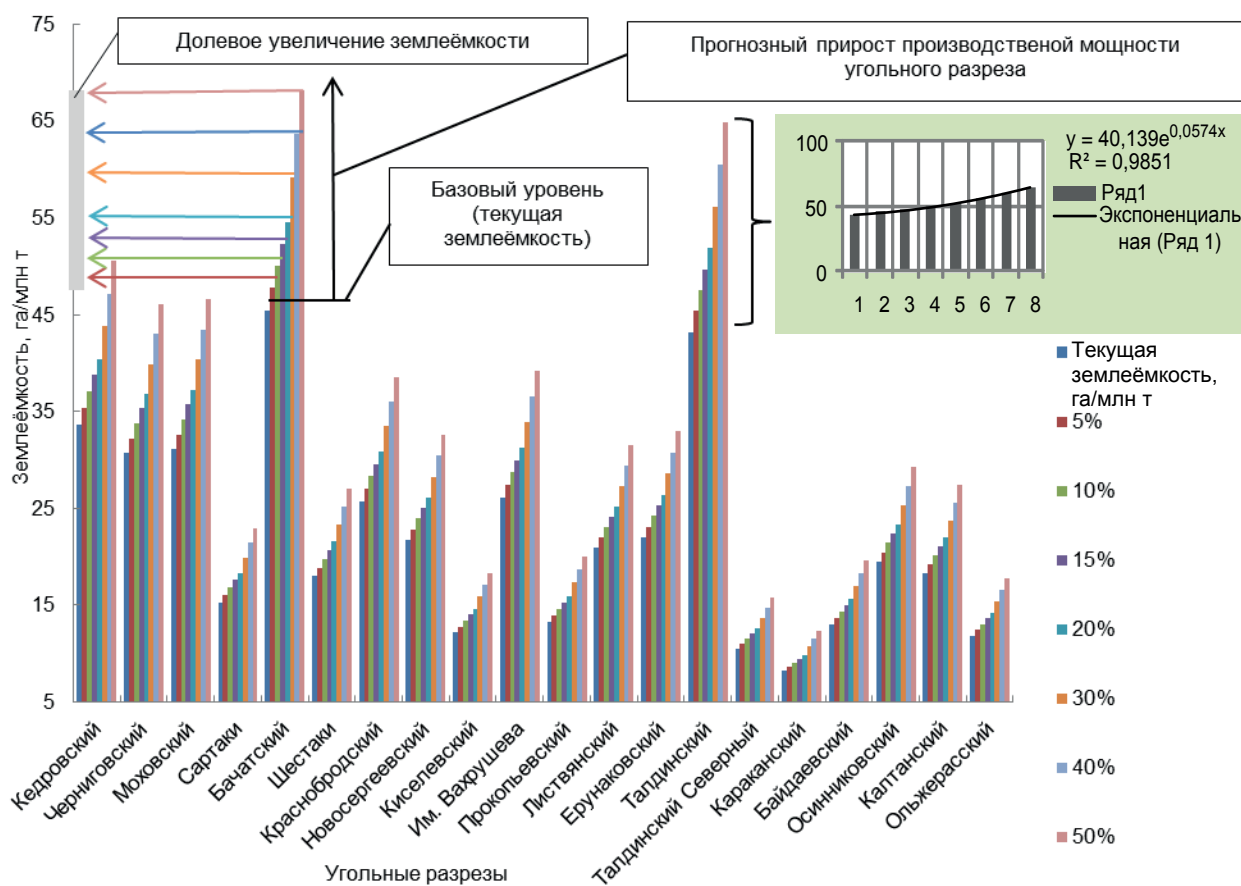 75
65
55
45
35
25
15
5
Землеёмкость, га/млн т
Долевое увеличение землеёмкости
Прогнозный прирост производственой мощности
угольного разреза
Базовый уровень
(текущая
землеёмкость)
100
50
0
1 2 3 4 5 6 7 8
y = 40,139e^0,0574x
R² = 0,9851
Ряд1
Экспоненциаль
ная (Ряд 1)
Текущая
землеёмкость,
га/млн т
5%
10%
15%
20%
30%
40%
50%
Кедровский
Черниговский
Моховский
Сартаки
Бачатский
Шестаки
Краснобродский
Новосергеевский
Киселевский
Им. Вахрушева
Прокопьевский
Листвянский
Ерунаковский
Талдинский
Талдинский Северный
Караканский
Байдаевский
Осинниковский
Калтанский
Ольжерасский
Угольные разрезы